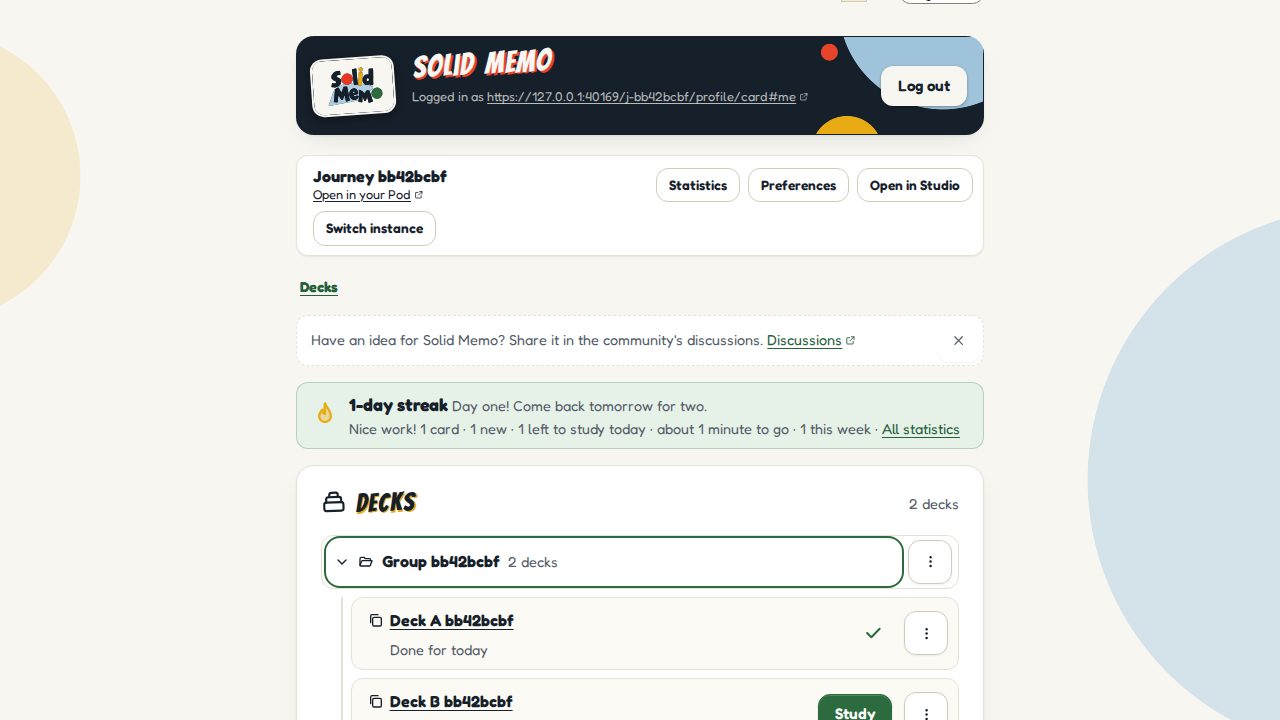 Solid Memo
SOLID MEMO
Logged in as https://127.0.0.1:40169/j-bb42bcbf/profile/card#me
Log out
Journey bb42bcbf
Open in your Pod
Statistics
Preferences
Open in Studio
Switch instance
Decks
Have an idea for Solid Memo? Share it in the community's discussions. Discussions
1-day streak Day one! Come back tomorrow for two.
Nice work! 1 card · 1 new · 1 left to study today · about 1 minute to go · 1 this week · All statistics
DECKS
2 decks
Group bb42bcbf 2 decks
Deck A bb42bcbf
Done for today
Deck B bb42bcbf
Study